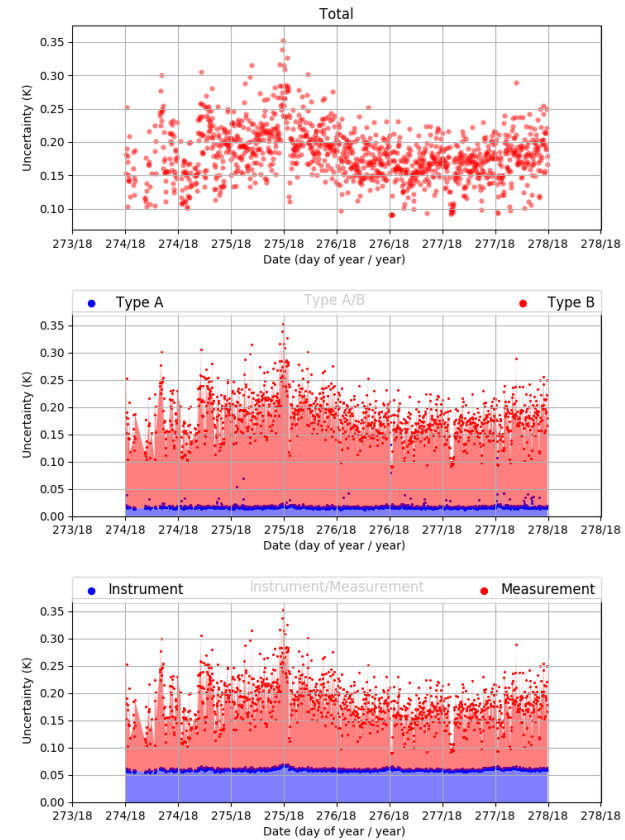 Total
0.35
0.30
0.25
0.20
0.15
0.10
Uncertainty (K)
273/18 274/18 274/18 275/18 275/18 276/18 276/18 277/18 277/18 278/18 278/18
Date (day of year / year)
Type A Type A/B Type B
0.35
0.30
0.25
0.20
0.15
0.10
0.05
0.00
Uncertainty (K)
273/18 274/18 274/18 275/18 275/18 276/18 276/18 277/18 277/18 278/18 278/18
Date (day of year / year)
Instrument Instrument/Measurement Measurement
0.35
0.30
0.25
0.20
0.15
0.10
0.05
0.00
Uncertainty (K)
273/18 274/18 274/18 275/18 275/18 276/18 276/18 277/18 277/18 278/18 278/18
Date (day of year / year)